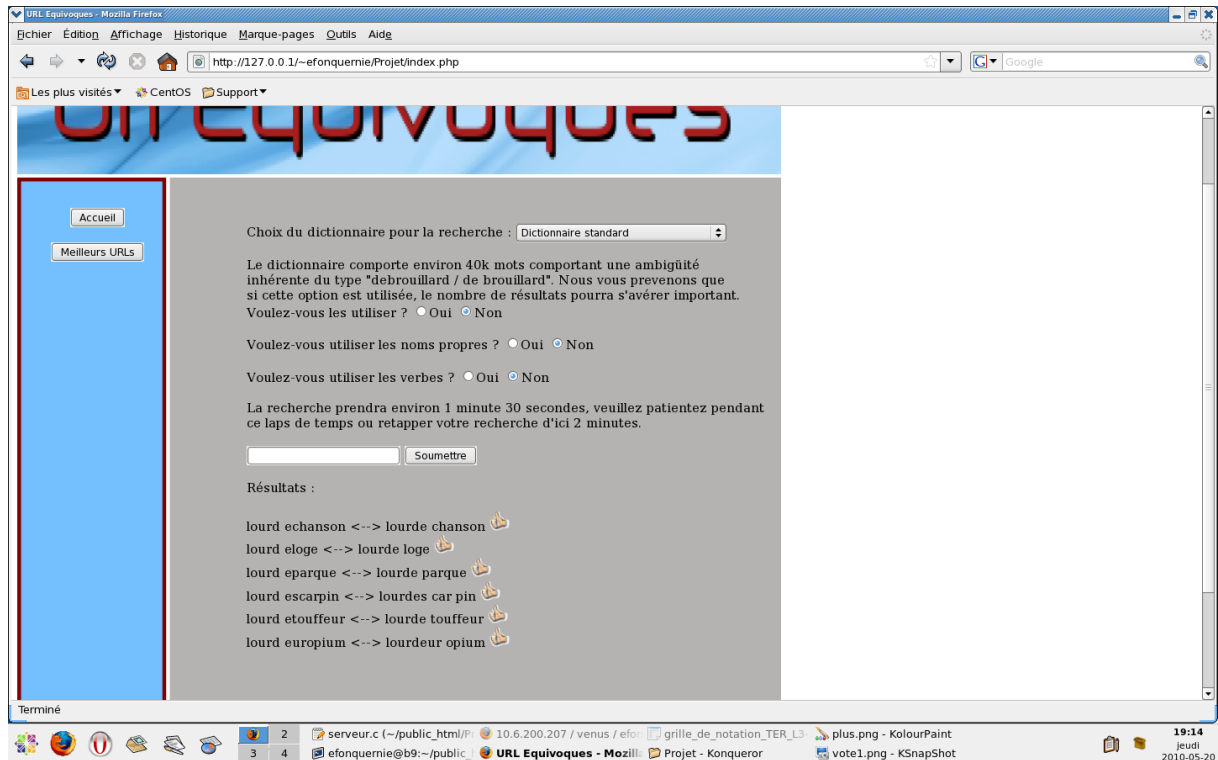 URL Equivoques - Mozilla Firefox
Fichier Édition Affichage Historique Marque-pages Outils Aide
http://127.0.0.1/~efonquernie/Projet/index.php
Google
Les plus visités CentOS Support
Url Equivoques
Accueil
Meilleurs URLs
Choix du dictionnaire pour la recherche : Dictionnaire standard
Le dictionnaire comporte environ 40k mots comportant une ambigüité
inhérente du type "debrouillard / de brouillard". Nous vous prevenons que
si cette option est utilisée, le nombre de résultats pourra s'avérer important.
Voulez-vous les utiliser ? Oui Non
Voulez-vous utiliser les noms propres ? Oui Non
Voulez-vous utiliser les verbes ? Oui Non
La recherche prendra environ 1 minute 30 secondes, veuillez patientez pendant
ce laps de temps ou retapper votre recherche d'ici 2 minutes.
Soumettre
Résultats :
lourd echanson <--> lourde chanson
lourd eloge <--> lourde loge
lourd eparque <--> lourde parque
lourd escarpin <--> lourdes car pin
lourd etouffeur <--> lourde touffeur
lourd europium <--> lourdeur opium
Terminé
2 serveur.c (~/public_html/Pr 10.6.200.207 / venus / efon grille_de_notation_TER_L3- plus.png - KolourPaint 19:14
3 4 efonquernie@b9:~/public_ URL Equivoques - Mozill Projet - Konqueror vote1.png - KSnapShot jeudi
2010-05-20